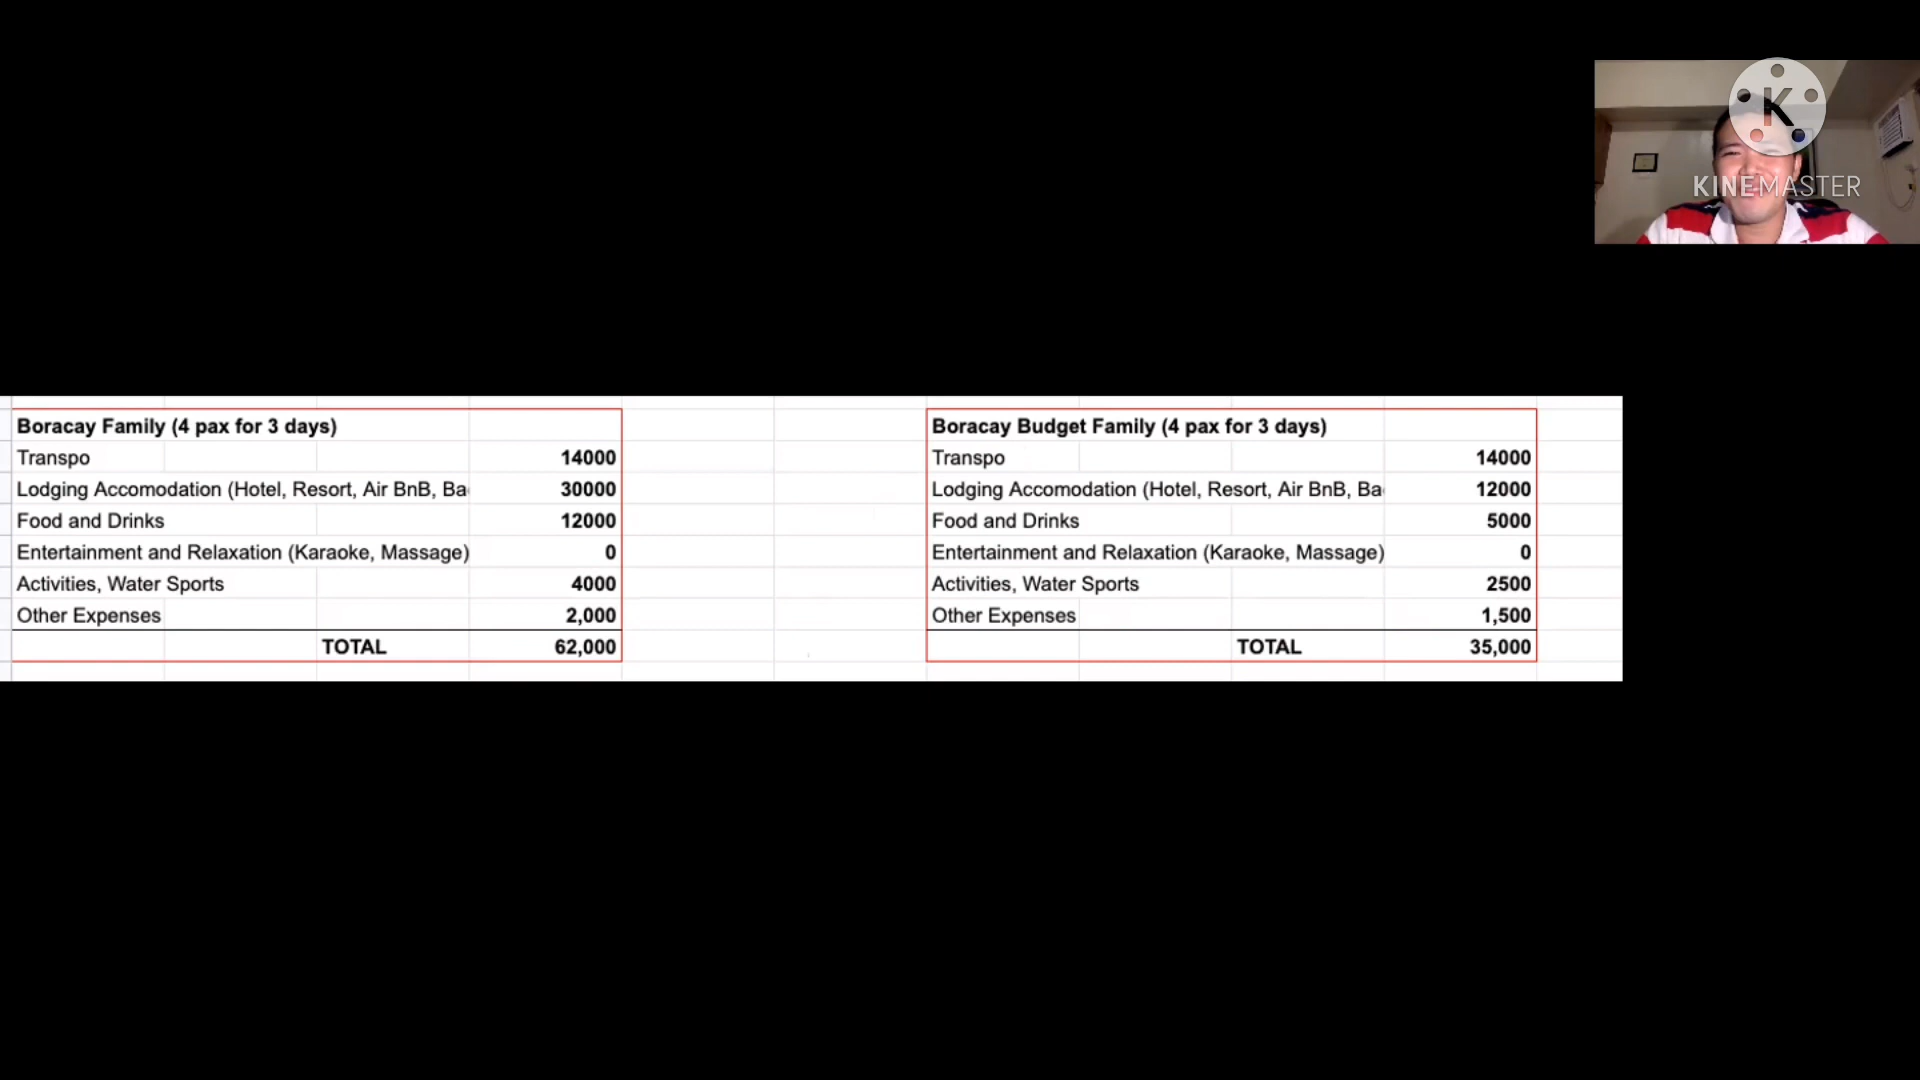 K
KINEMASTER
Boracay Family (4 pax for 3 days)
Transpo 14000
Lodging Accomodation (Hotel, Resort, Air BnB, Ba 30000
Food and Drinks 12000
Entertainment and Relaxation (Karaoke, Massage) 0
Activities, Water Sports 4000
Other Expenses 2,000
TOTAL 62,000
Boracay Budget Family (4 pax for 3 days)
Transpo 14000
Lodging Accomodation (Hotel, Resort, Air BnB, Ba 12000
Food and Drinks 5000
Entertainment and Relaxation (Karaoke, Massage) 0
Activities, Water Sports 2500
Other Expenses 1,500
TOTAL 35,000